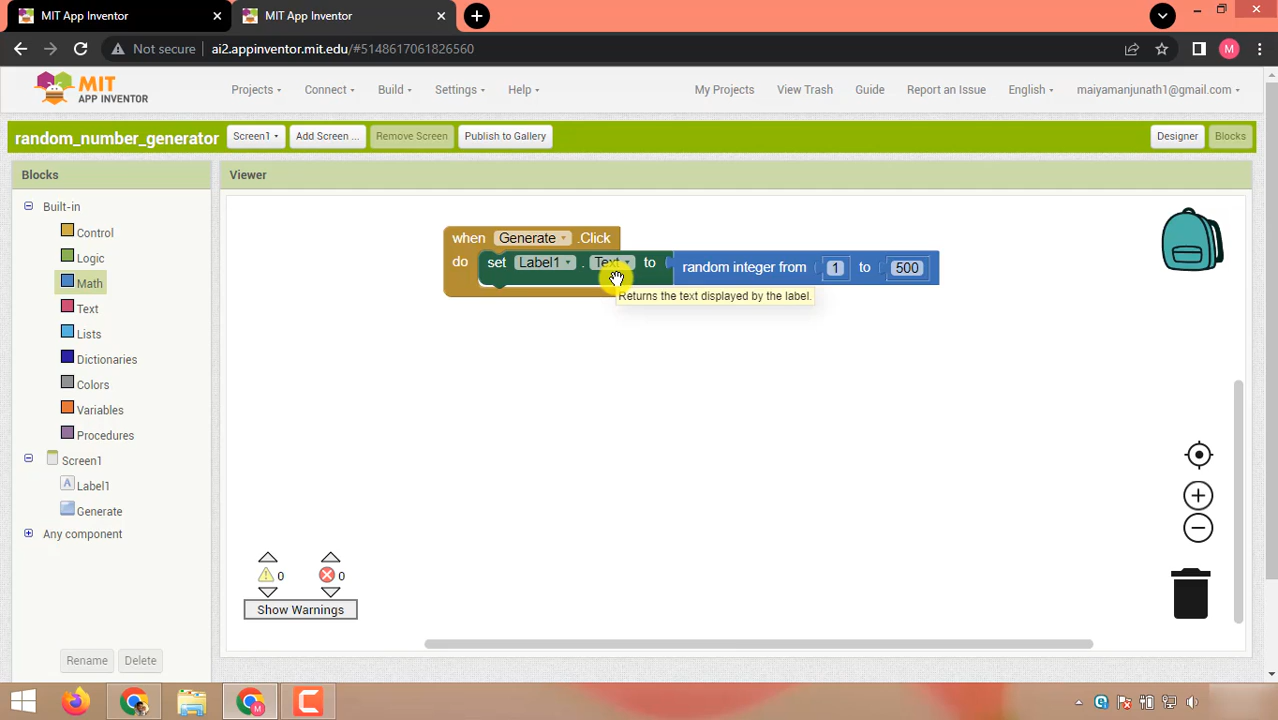 MIT App Inventor
MIT App Inventor
Not secure ai2.appinventor.mit.edu/#5148617061826560
M
MIT
APP INVENTOR
Projects Connect Build Settings Help My Projects View Trash Guide Report an Issue English maiyamanjunath1@gmail.com
random_number_generator Screen1 Add Screen ... Remove Screen Publish to Gallery Designer Blocks
Blocks
Viewer
Built-in
Control
Logic
Math
Text
Lists
Dictionaries
Colors
Variables
Procedures
Screen1
Label1
Generate
Any component
Rename Delete
when Generate .Click
do set Label1 . Text to random integer from 1 to 500
Returns the text displayed by the label.
0 0
Show Warnings